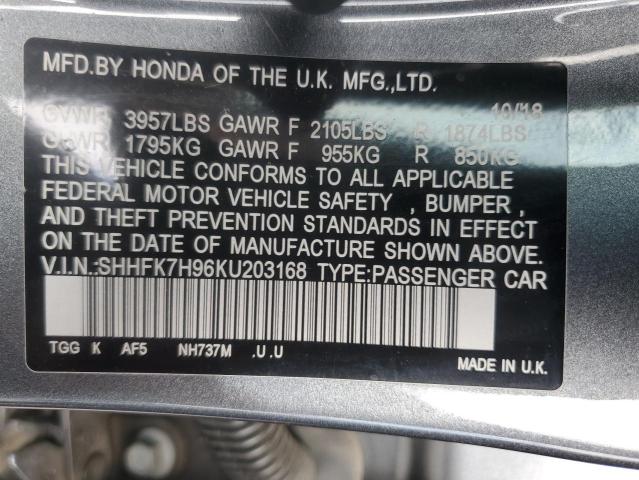 MFD.BY HONDA OF THE U.K. MFG.,LTD.
10/18
GVWR 3957LBS GAWR F 2105LBS R 1874LBS
GVWR 1795KG GAWR F 955KG R 850KG
THIS VEHICLE CONFORMS TO ALL APPLICABLE
FEDERAL MOTOR VEHICLE SAFETY , BUMPER ,
AND THEFT PREVENTION STANDARDS IN EFFECT
ON THE DATE OF MANUFACTURE SHOWN ABOVE.
V.I.N.:SHHFK7H96KU203168 TYPE:PASSENGER CAR
TGG K AF5 NH737M .U .U
MADE IN U.K.